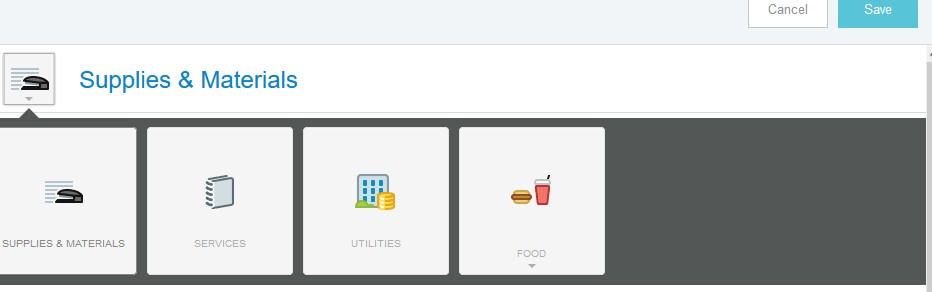 Cancel
Save
Supplies & Materials
SUPPLIES & MATERIALS
SERVICES
UTILITIES
FOOD